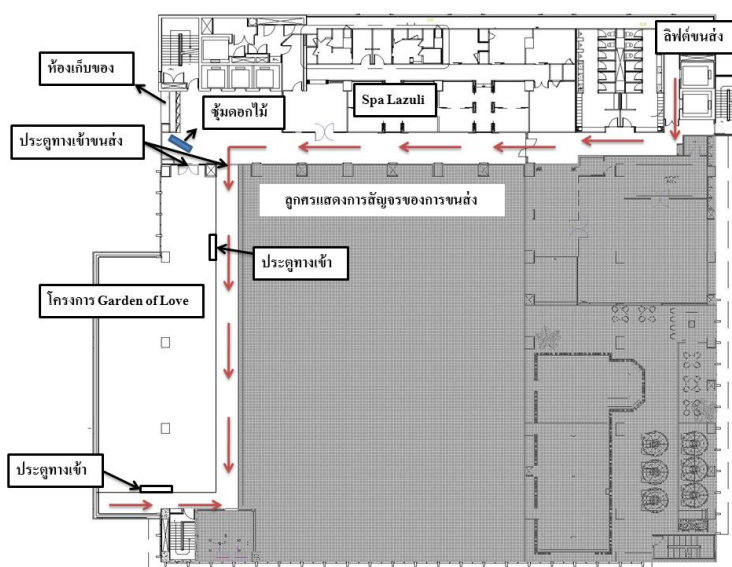 ลิฟต์ขนส่ง
ห้องเก็บของ
ซุ้มดอกไม้
Spa Lazuli
ประตูทางเข้าขนส่ง
ลูกศรแสดงการสัญจรของการขนส่ง
ประตูทางเข้า
โครงการ Garden of Love
ประตูทางเข้า